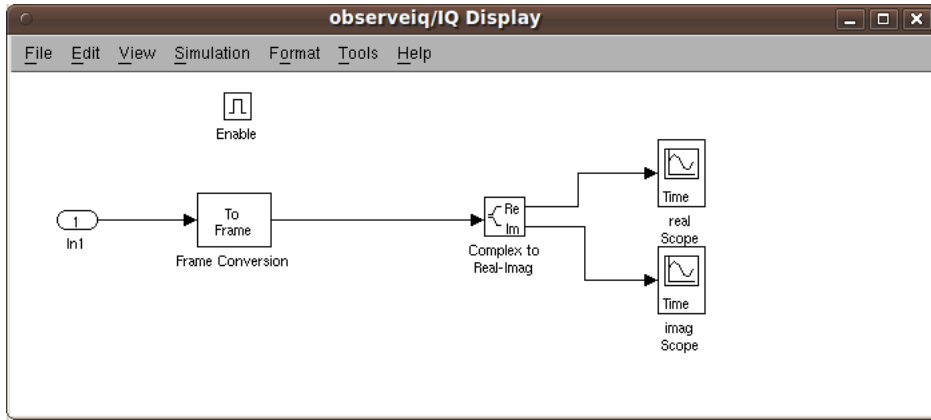 observeiq/IQ Display
File Edit View Simulation Format Tools Help
Enable
1
In1
To
Frame
Frame Conversion
Re
Im
Complex to
Real-Imag
Time
real
Scope
Time
imag
Scope